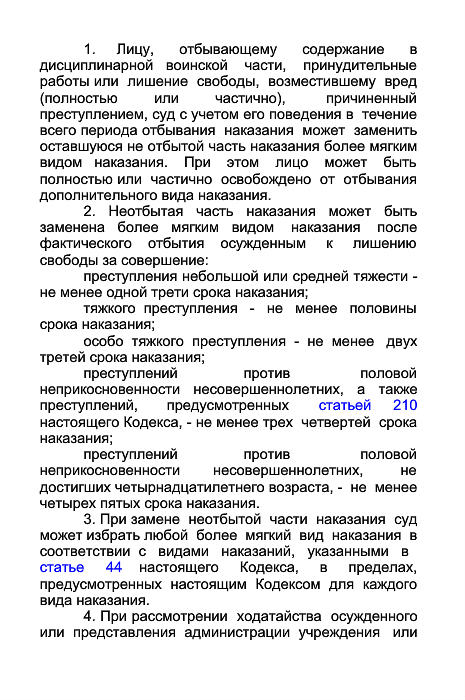 1. Лицу, отбывающему содержание в
дисциплинарной воинской части, принудительные
работы или лишение свободы, возместившему вред
(полностью или частично), причиненный
преступлением, суд с учетом его поведения в течение
всего периода отбывания наказания может заменить
оставшуюся не отбытой часть наказания более мягким
видом наказания. При этом лицо может быть
полностью или частично освобождено от отбывания
дополнительного вида наказания.
2. Неотбытая часть наказания может быть
заменена более мягким видом наказания после
фактического отбытия осужденным к лишению
свободы за совершение:
преступления небольшой или средней тяжести -
не менее одной трети срока наказания;
тяжкого преступления - не менее половины
срока наказания;
особо тяжкого преступления - не менее двух
третей срока наказания;
преступлений против половой
неприкосновенности несовершеннолетних, а также
преступлений, предусмотренных статьей 210
настоящего Кодекса, - не менее трех четвертей срока
наказания;
преступлений против половой
неприкосновенности несовершеннолетних, не
достигших четырнадцатилетнего возраста, - не менее
четырех пятых срока наказания.
3. При замене неотбытой части наказания суд
может избрать любой более мягкий вид наказания в
соответствии с видами наказаний, указанными в
статье 44 настоящего Кодекса, в пределах,
предусмотренных настоящим Кодексом для каждого
вида наказания.
4. При рассмотрении ходатайства осужденного
или представления администрации учреждения или